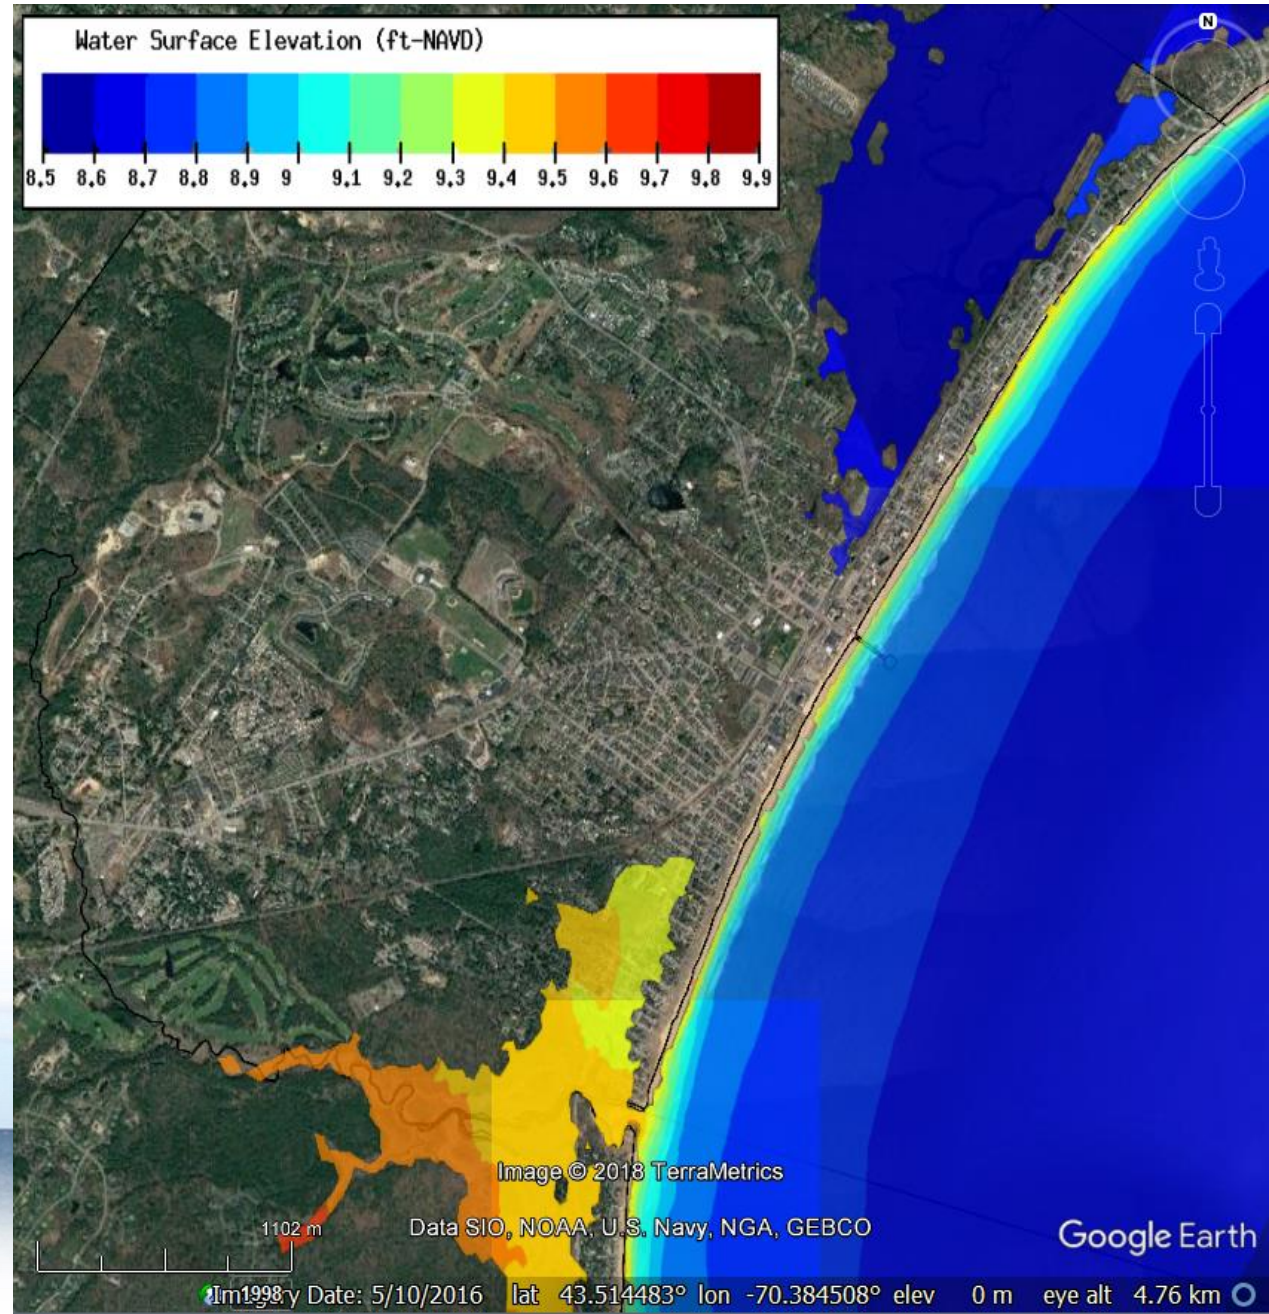 Water Surface Elevation (ft-NAVD)
8.5 8.6 8.7 8.8 8.9 9 9.1 9.2 9.3 9.4 9.5 9.6 9.7 9.8 9.9
N
Image © 2018 TerraMetrics
1102 m
Data SIO, NOAA, U.S. Navy, NGA, GEBCO
Google Earth
1998
Imagery Date: 5/10/2016 lat 43.514483° lon -70.384508° elev 0 m eye alt 4.76 km